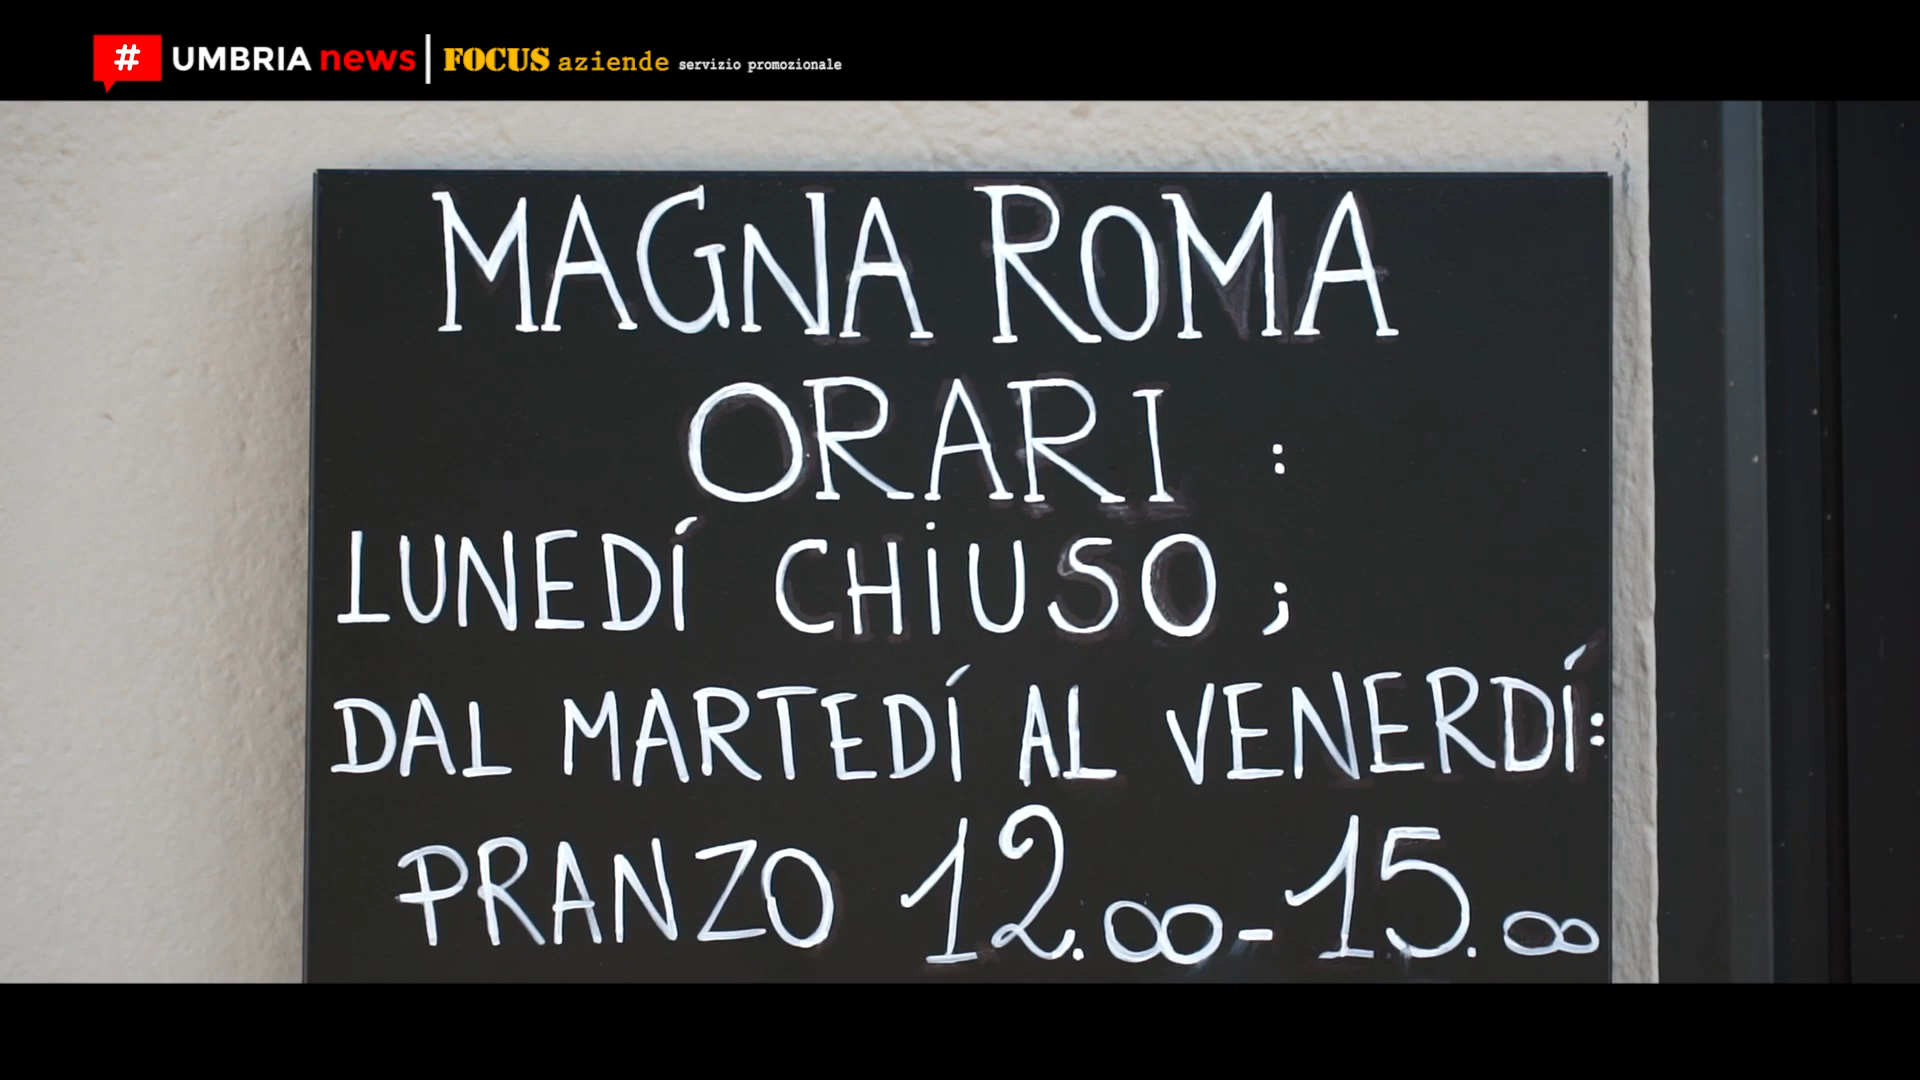 # UMBRIA news | FOCUS aziende servizio promozionale
MAGNA ROMA
ORARI :
LUNEDÍ CHIUSO ;
DAL MARTEDÍ AL VENERDÍ:
PRANZO 12.00-15.00